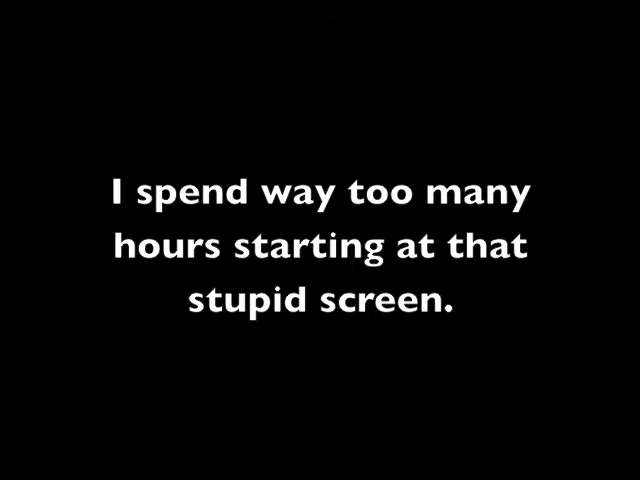 I spend way too many
hours starting at that
stupid screen.